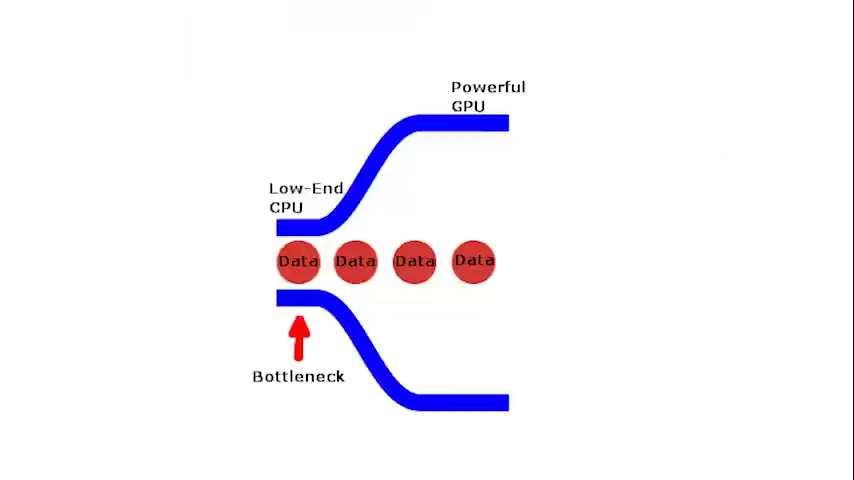 Powerful
GPU
Low-End
CPU
Data Data Data Data
Bottleneck